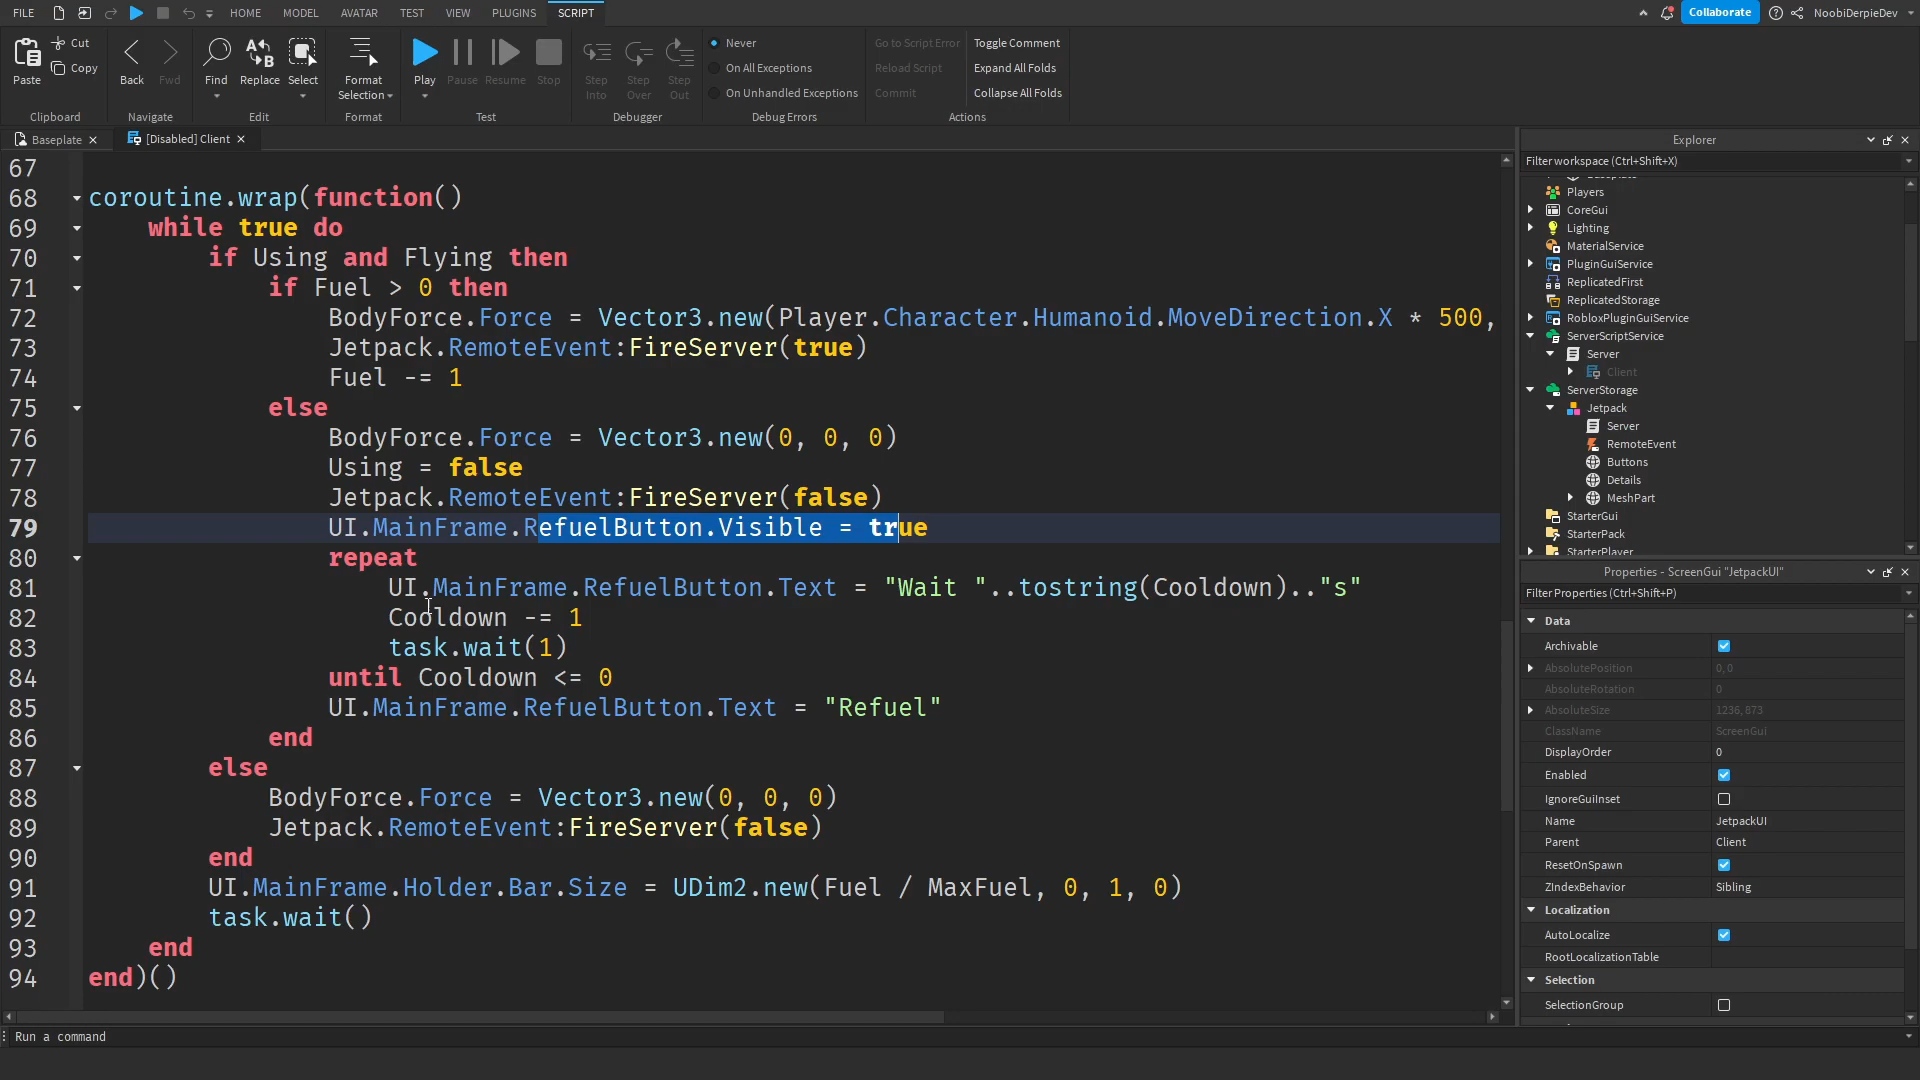 FILE HOME MODEL AVATAR TEST VIEW PLUGINS SCRIPT Collaborate NoobiDerpieDev
Paste Cut Copy Back Fwd Find Replace Select Format Selection Play Pause Resume Stop Step Into Step Over Step Out
Never
On All Exceptions
On Unhandled Exceptions
Go to Script Error
Reload Script
Commit
Toggle Comment
Expand All Folds
Collapse All Folds
Clipboard Navigate Edit Format Test Debugger Debug Errors Actions
Baseplate [Disabled] Client
67
68 coroutine.wrap(function()
69 while true do
70 if Using and Flying then
71 if Fuel > 0 then
72 BodyForce.Force = Vector3.new(Player.Character.Humanoid.MoveDirection.X * 500,
73 Jetpack.RemoteEvent:FireServer(true)
74 Fuel -= 1
75 else
76 BodyForce.Force = Vector3.new(0, 0, 0)
77 Using = false
78 Jetpack.RemoteEvent:FireServer(false)
79 UI.MainFrame.RefuelButton.Visible = true
80 repeat
81 UI.MainFrame.RefuelButton.Text = "Wait "..tostring(Cooldown).."s"
82 Cooldown -= 1
83 task.wait(1)
84 until Cooldown <= 0
85 UI.MainFrame.RefuelButton.Text = "Refuel"
86 end
87 else
88 BodyForce.Force = Vector3.new(0, 0, 0)
89 Jetpack.RemoteEvent:FireServer(false)
90 end
91 UI.MainFrame.Holder.Bar.Size = UDim2.new(Fuel / MaxFuel, 0, 1, 0)
92 task.wait()
93 end
94 end)()
Run a command
Explorer
Filter workspace (Ctrl+Shift+X)
Players
CoreGui
Lighting
MaterialService
PluginGuiService
ReplicatedFirst
ReplicatedStorage
RobloxPluginGuiService
ServerScriptService
Server
Client
ServerStorage
Jetpack
Server
RemoteEvent
Buttons
Details
MeshPart
StarterGui
StarterPack
StarterPlayer
Properties - ScreenGui "JetpackUI"
Filter Properties (Ctrl+Shift+P)
Data
Archivable
AbsolutePosition 0, 0
AbsoluteRotation 0
AbsoluteSize 1236, 873
ClassName ScreenGui
DisplayOrder 0
Enabled
IgnoreGuiInset
Name JetpackUI
Parent Client
ResetOnSpawn
ZIndexBehavior Sibling
Localization
AutoLocalize
RootLocalizationTable
Selection
SelectionGroup